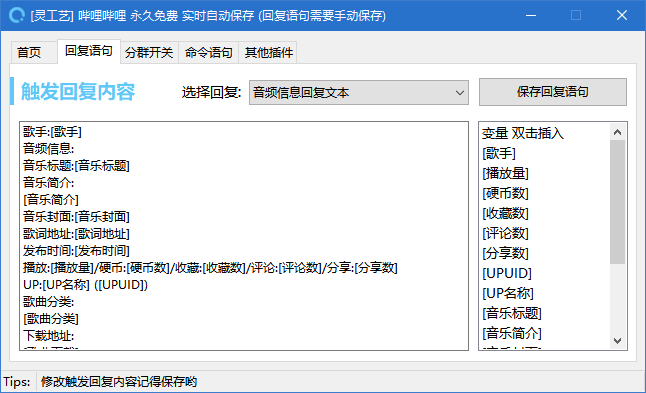 [灵工艺] 哔哩哔哩 永久免费 实时自动保存 (回复语句需要手动保存)
首页 回复语句 分群开关 命令语句 其他插件
触发回复内容 选择回复: 音频信息回复文本 保存回复语句
歌手:[歌手]
音频信息:
音乐标题:[音乐标题]
音乐简介:
[音乐简介]
音乐封面:[音乐封面]
歌词地址:[歌词地址]
发布时间:[发布时间]
播放:[播放量]/硬币:[硬币数]/收藏:[收藏数]/评论:[评论数]/分享:[分享数]
UP:[UP名称] ([UPUID])
歌曲分类:
[歌曲分类]
下载地址:
变量 双击插入
[歌手]
[播放量]
[硬币数]
[收藏数]
[评论数]
[分享数]
[UPUID]
[UP名称]
[音乐标题]
[音乐简介]
Tips: 修改触发回复内容记得保存哟